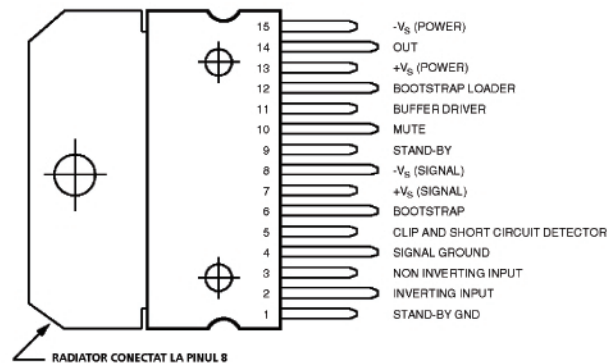 15 -VS (POWER)
14 OUT
13 +VS (POWER)
12 BOOTSTRAP LOADER
11 BUFFER DRIVER
10 MUTE
9 STAND-BY
8 -VS (SIGNAL)
7 +VS (SIGNAL)
6 BOOTSTRAP
5 CLIP AND SHORT CIRCUIT DETECTOR
4 SIGNAL GROUND
3 NON INVERTING INPUT
2 INVERTING INPUT
1 STAND-BY GND
RADIATOR CONECTAT LA PINUL 8